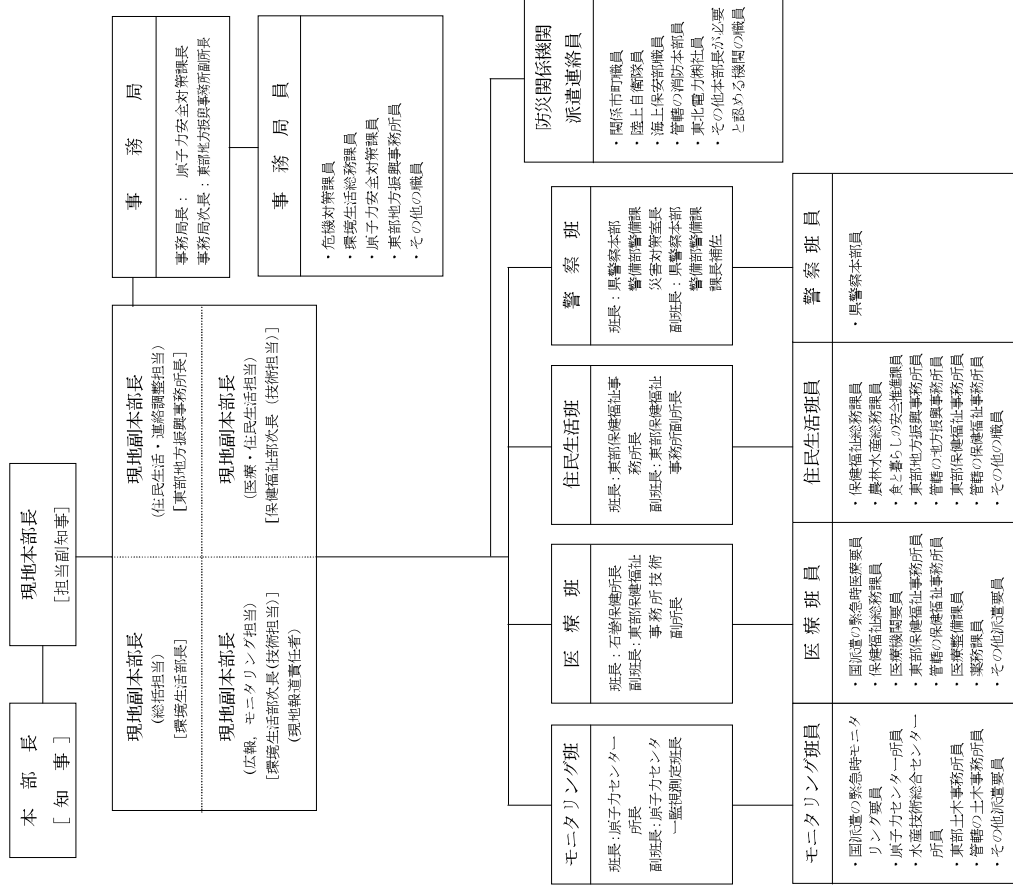 本 部 長
[ 知 事 ]
現地本部長
[担当副知事]
現地副本部長
(総括担当)
[環境生活部長]
現地副本部長
(住民生活・連絡調整担当)
[東部地方振興事務所長]
現地副本部長
(広報，モニタリング担当)
[環境生活部次長(技術担当)]
(現地報道責任者)
現地副本部長
(医療・住民生活担当)
[保健福祉部次長（技術担当)]
事 務 局
事務局長： 原子力安全対策課長
事務局次長：東部地方振興事務所副所長
事 務 局 員
・危機対策課員
・環境生活総務課員
・原子力安全対策課員
・東部地方振興事務所員
・その他の職員
モニタリング班
班長：原子力センター
所長
副班長：原子力センタ
ー監視測定班長
医 療 班
班長：石巻保健所長
副班長：東部保健福祉
事務所技術
副所長
住民生活班
班長：東部保健福祉事
務所長
副班長：東部保健福祉
事務所副所長
警 察 班
班長：県警察本部
警備部警備課
災害対策室長
副班長：県警察本部
警備部警備課
課長補佐
防災関係機関
派遣連絡員
・関係市町職員
・陸上自衛隊員
・海上保安部職員
・管轄の消防本部員
・東北電力㈱社員
・その他本部長が必要
と認める機関の職員
モニタリング班員
・国派遣の緊急時モニタ
リング要員
・原子力センター所員
・水産技術総合センター
所員
・東部土木事務所員
・管轄の土木事務所員
・その他派遣要員
医 療 班 員
・国派遣の緊急時医療要員
・保健福祉総務課員
・医療機関要員
・東部保健福祉事務所員
・管轄の保健福祉事務所員
・医療整備課員
・薬務課員
・その他派遣要員
住民生活班員
・保健福祉総務課員
・農林水産総務課員
・食と暮らしの安全推進課員
・東部地方振興事務所員
・管轄の地方振興事務所員
・東部保健福祉事務所員
・管轄の保健福祉事務所員
・その他の職員
警 察 班 員
・県警察本部員